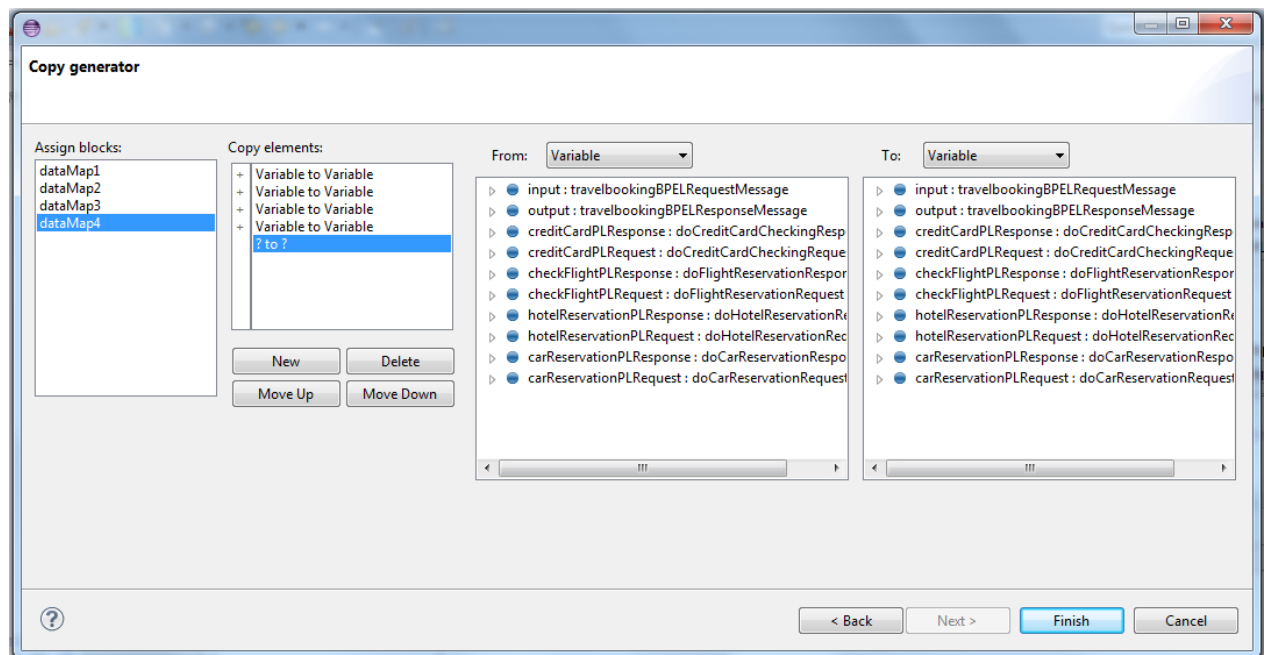 Copy generator
Assign blocks:
dataMap1
dataMap2
dataMap3
dataMap4
Copy elements:
+ Variable to Variable
+ Variable to Variable
+ Variable to Variable
+ Variable to Variable
? to ?
New
Delete
Move Up
Move Down
From:
Variable
input : travelbookingBPELRequestMessage
output : travelbookingBPELResponseMessage
creditCardPLResponse : doCreditCardCheckingResp
creditCardPLRequest : doCreditCardCheckingReque
checkFlightPLResponse : doFlightReservationRespor
checkFlightPLRequest : doFlightReservationRequest
hotelReservationPLResponse : doHotelReservationRe
hotelReservationPLRequest : doHotelReservationRec
carReservationPLResponse : doCarReservationRespo
carReservationPLRequest : doCarReservationRequest
To:
Variable
input : travelbookingBPELRequestMessage
output : travelbookingBPELResponseMessage
creditCardPLResponse : doCreditCardCheckingResp
creditCardPLRequest : doCreditCardCheckingReque
checkFlightPLResponse : doFlightReservationRespor
checkFlightPLRequest : doFlightReservationRequest
hotelReservationPLResponse : doHotelReservationRe
hotelReservationPLRequest : doHotelReservationRec
carReservationPLResponse : doCarReservationRespo
carReservationPLRequest : doCarReservationRequest
?
< Back
Next >
Finish
Cancel